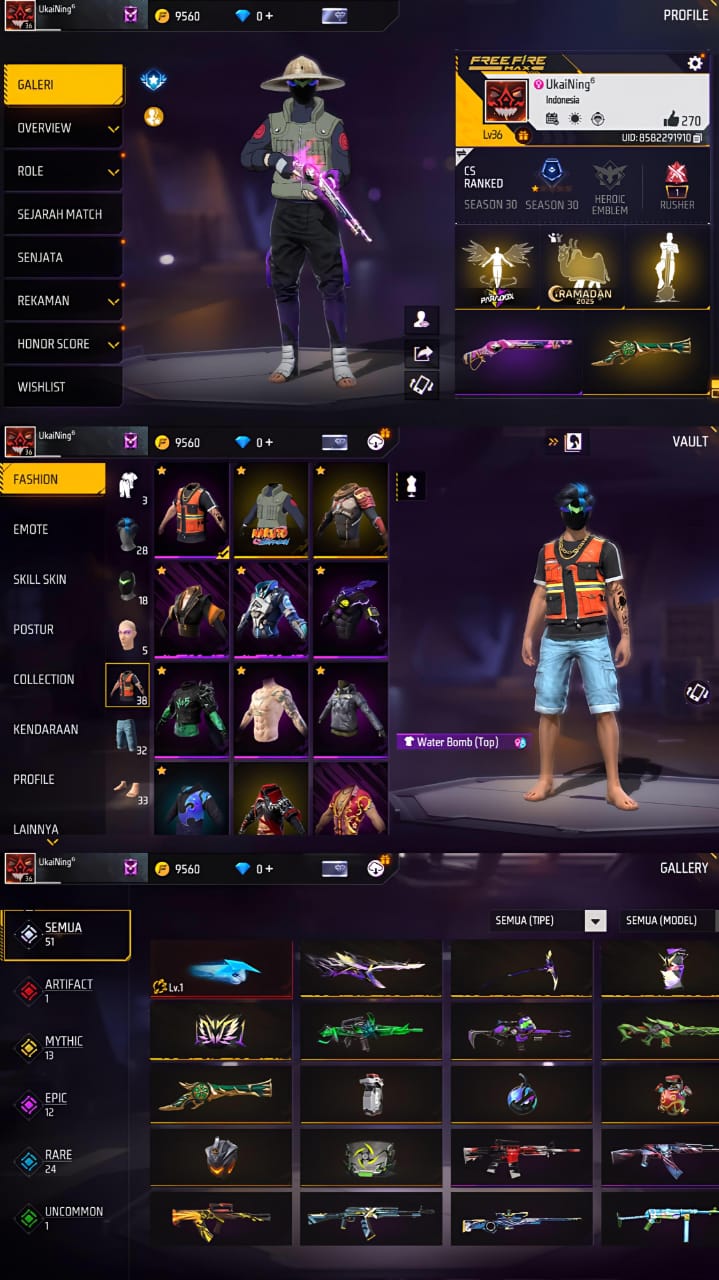 UkaiNing⁶
36
9560
0 +
PROFILE
GALERI
OVERVIEW
ROLE
SEJARAH MATCH
SENJATA
REKAMAN
HONOR SCORE
WISHLIST
FREE FIRE
MAX
UkaiNing⁶
Indonesia
270
Lv36
UID:8582291910
CS
RANKED
SEASON 30
SEASON 30
HEROIC
EMBLEM
1
RUSHER
PARADOX
RAMADAN
2025
UkaiNing⁶
36
9560
0 +
VAULT
FASHION
EMOTE
SKILL SKIN
POSTUR
COLLECTION
KENDARAAN
PROFILE
LAINNYA
3
28
18
5
38
32
33
NARUTO
Water Bomb (Top)
UkaiNing⁶
36
9560
0 +
GALLERY
SEMUA (TIPE)
SEMUA (MODEL)
SEMUA
51
ARTIFACT
1
MYTHIC
13
EPIC
12
RARE
24
UNCOMMON
1
Lv.1